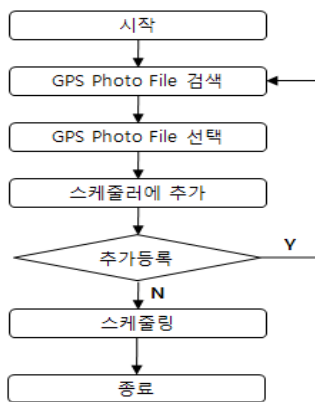 시작
GPS Photo File 검색
GPS Photo File 선택
스케줄러에 추가
추가등록
Y
N
스케줄링
종료